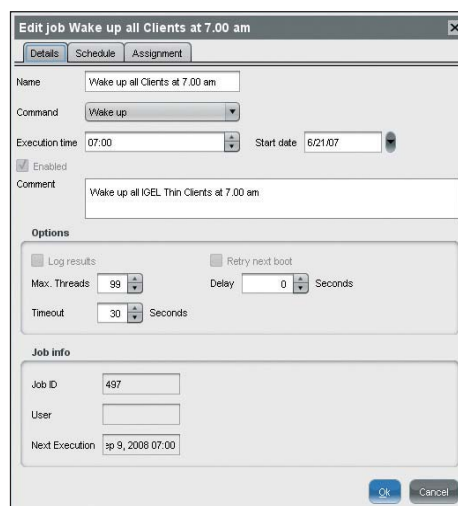 Edit job Wake up all Clients at 7.00 am
Details Schedule Assignment
Name Wake up all Clients at 7.00 am
Command Wake up
Execution time 07:00 Start date 6/21/07
Enabled
Comment Wake up all IGEL Thin Clients at 7.00 am
Options
Log results Retry next boot
Max. Threads 99 Delay 0 Seconds
Timeout 30 Seconds
Job info
Job ID 497
User
Next Execution ep 9, 2008 07:00
Ok Cancel